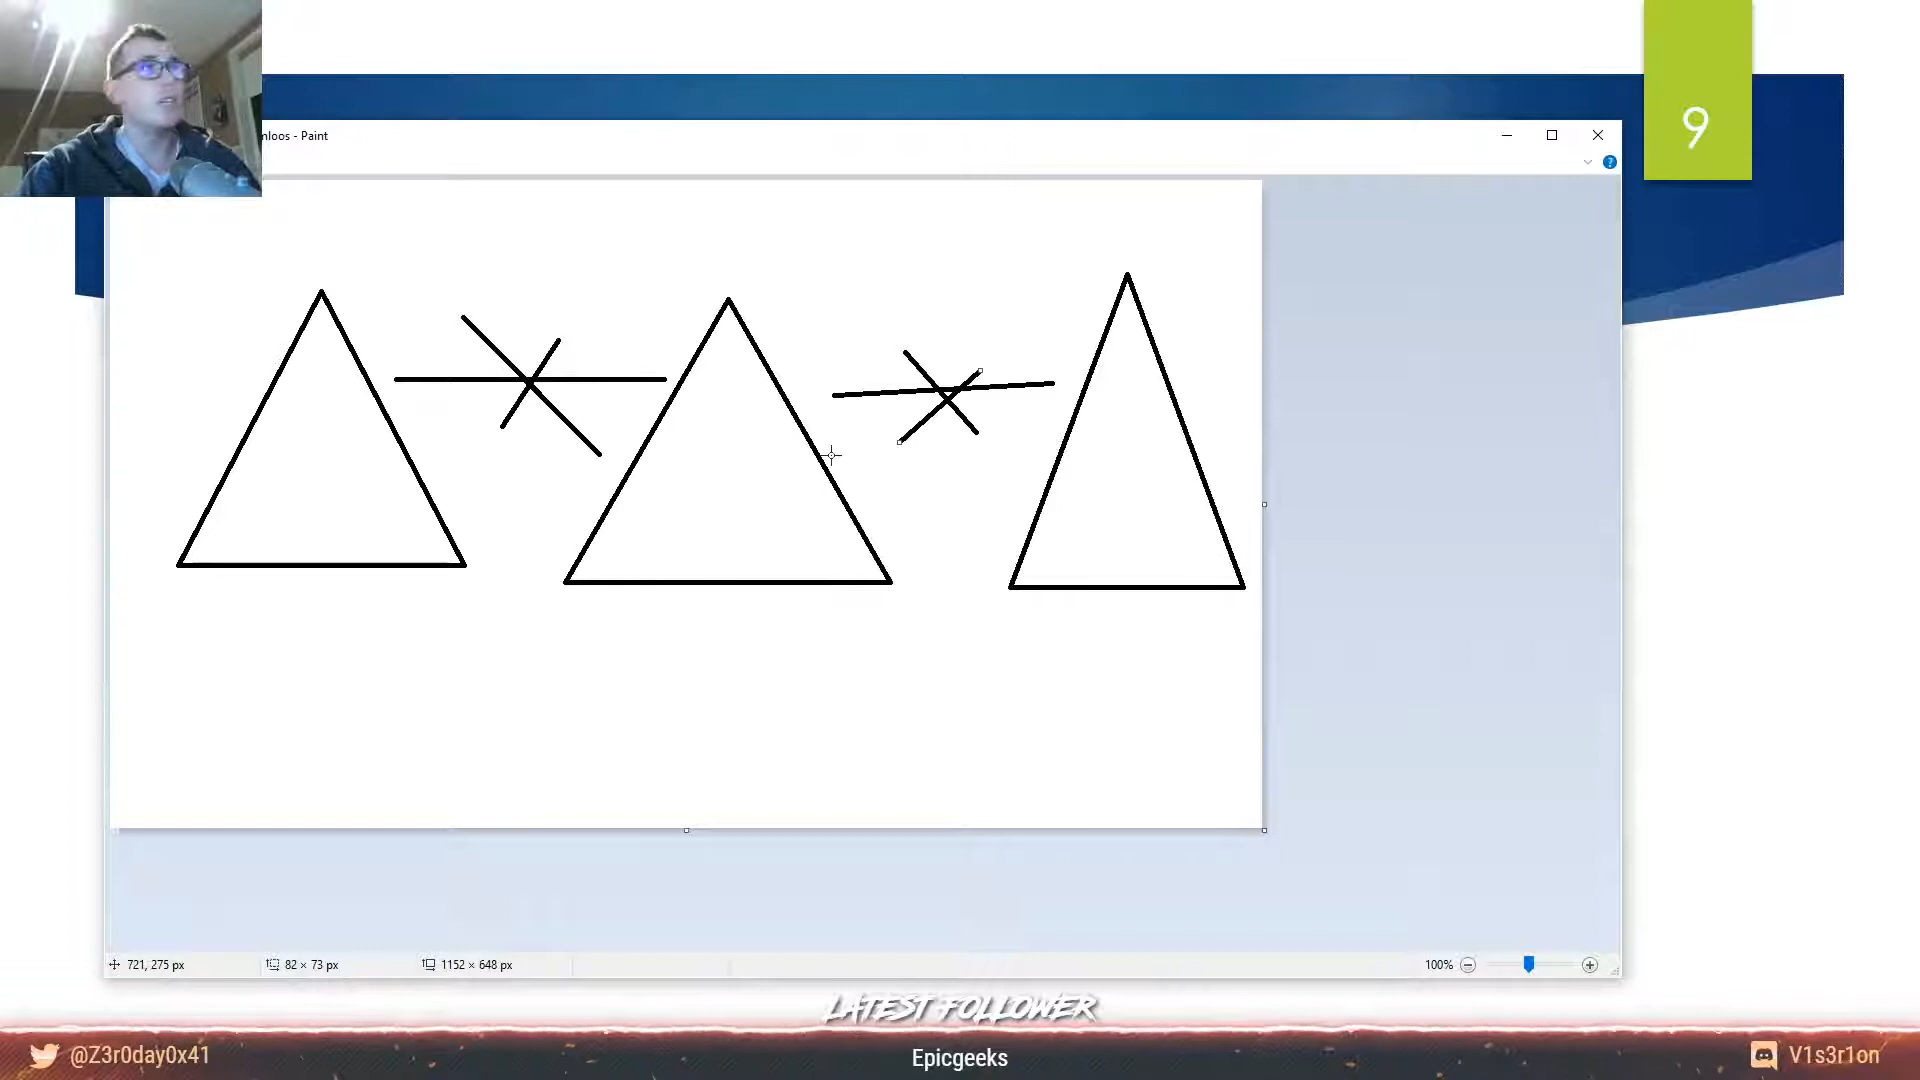 nloos - Paint
9
721, 275 px
82 × 73 px
1152 × 648 px
100%
LATEST FOLLOWER
@Z3r0day0x41
Epicgeeks
V1s3r1on